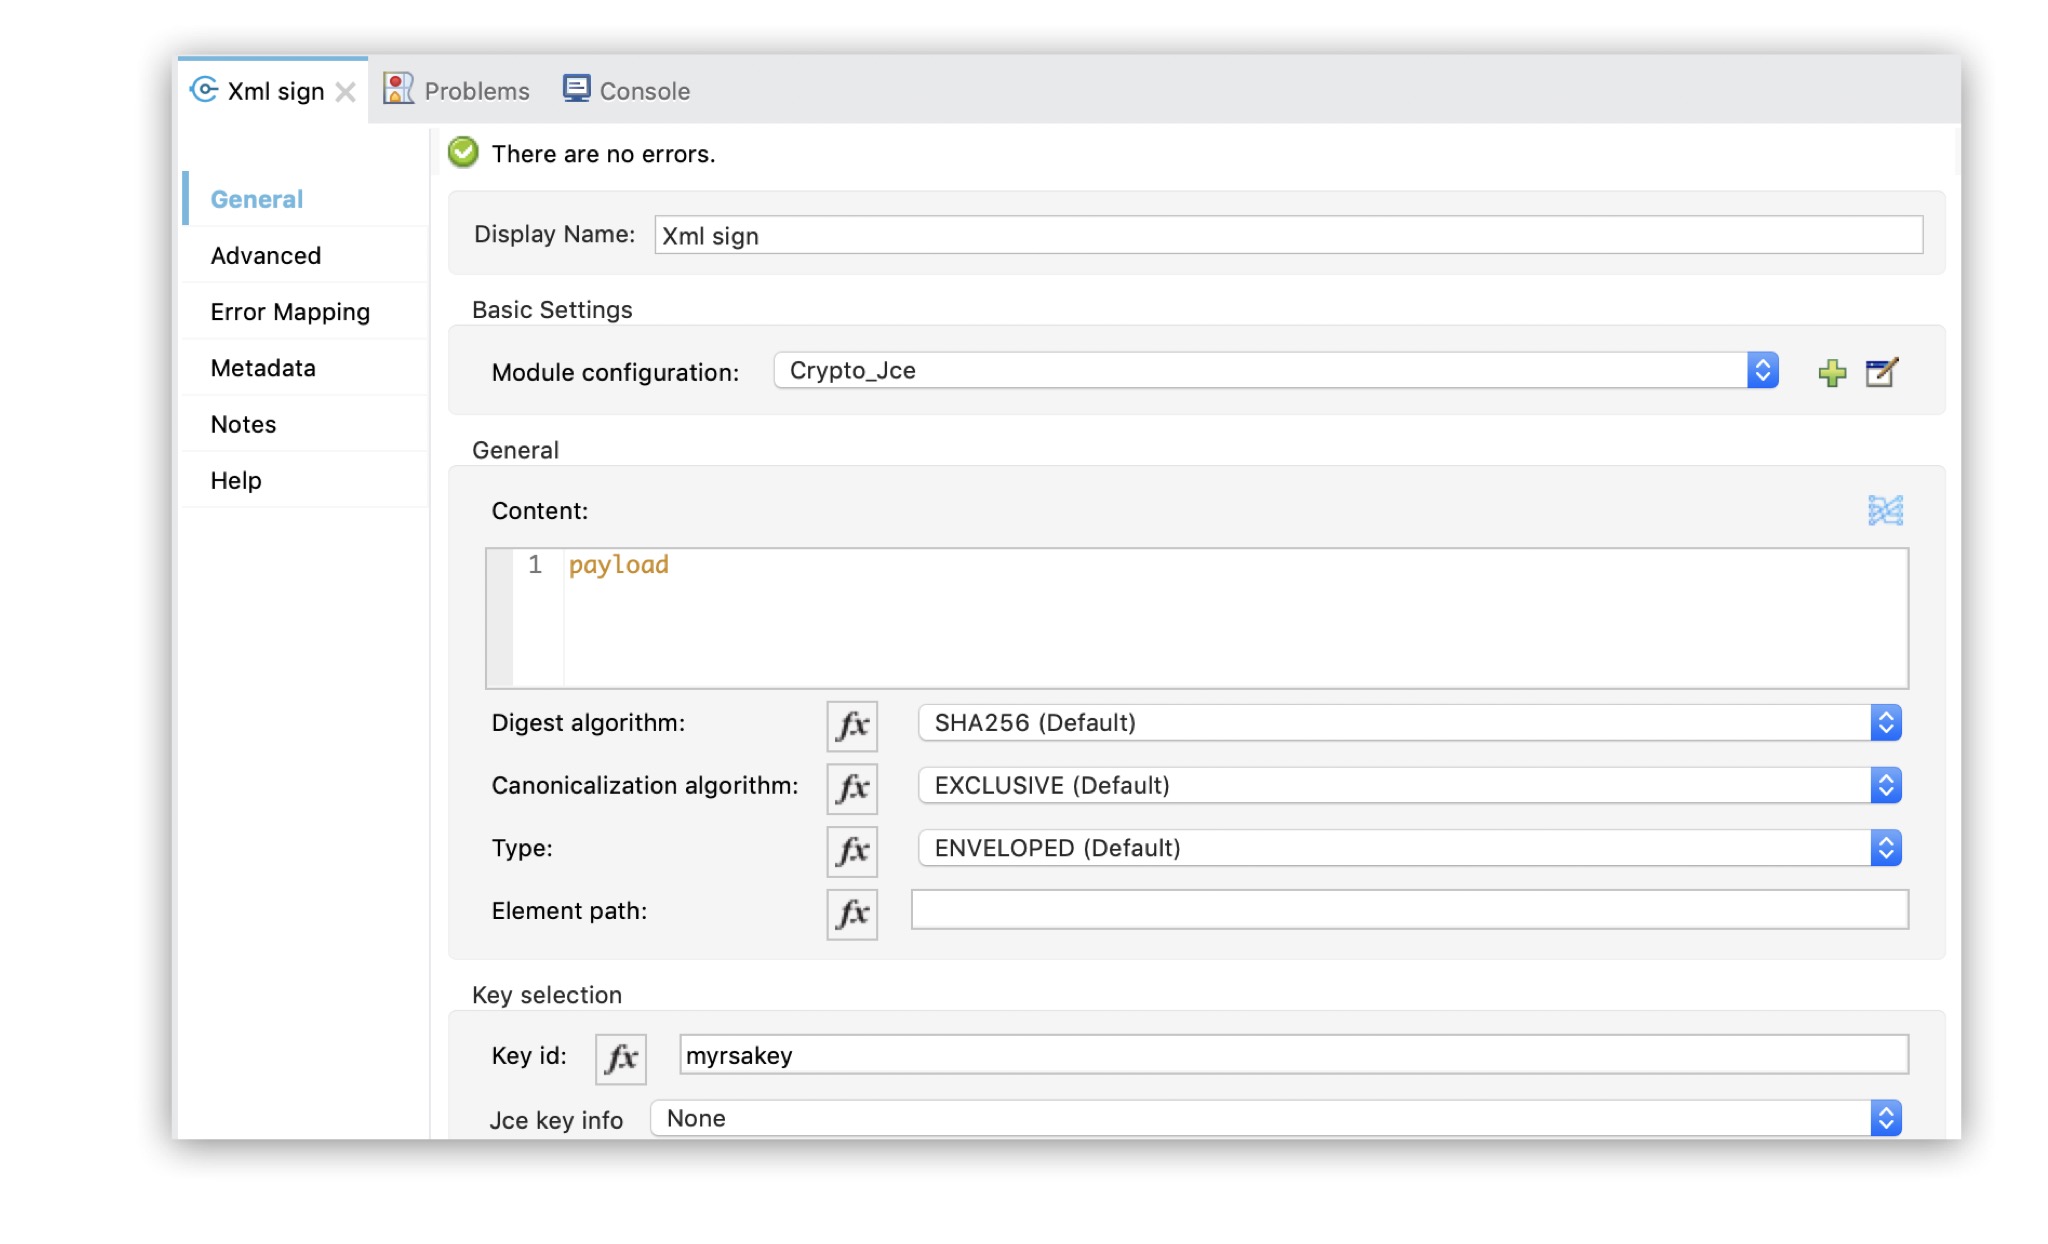 Xml sign Problems Console
There are no errors.
General
Advanced
Error Mapping
Metadata
Notes
Help
Display Name: Xml sign
Basic Settings
Module configuration: Crypto_Jce
General
Content:
1 payload
Digest algorithm: fx SHA256 (Default)
Canonicalization algorithm: fx EXCLUSIVE (Default)
Type: fx ENVELOPED (Default)
Element path: fx
Key selection
Key id: fx myrsakey
Jce key info None